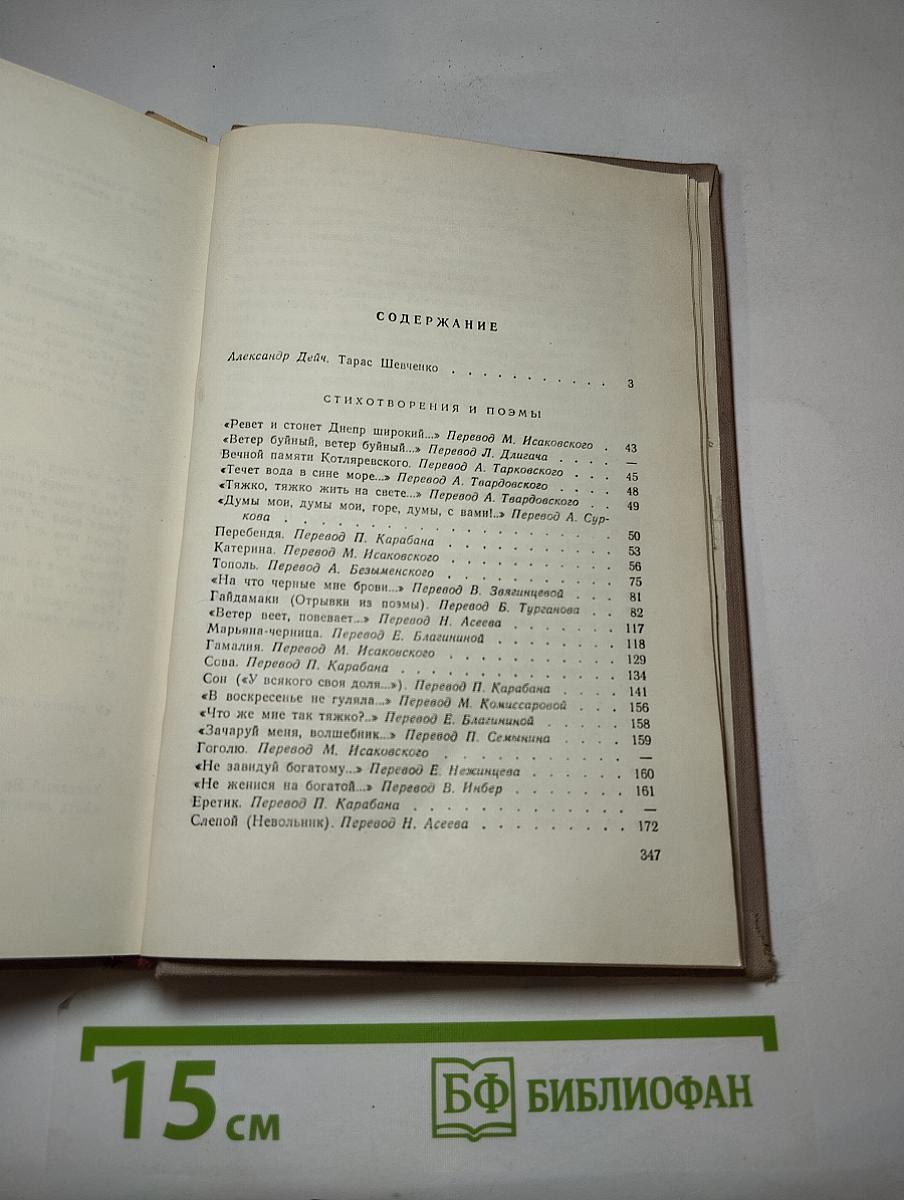 СОДЕРЖАНИЕ
Александр Дейч. Тарас Шевченко . . . . . . . . . . . 3
СТИХОТВОРЕНИЯ И ПОЭМЫ
«Ревет и стонет Днепр широкий...» Перевод М. Исаковского . 43
«Ветер буйный, ветер буйный...» Перевод Л. Длигача . . . . —
Вечной памяти Котляревского. Перевод А. Тарковского . . . 45
«Течет вода в сине море...» Перевод А. Твардовского . . . . 48
«Тяжко, тяжко жить на свете...» Перевод А. Твардовского . . 49
«Думы мои, думы мои, горе, думы, с вами!..» Перевод А. Сур-
кова . . . . . . . . . . . . . . . . . 50
Перебендя. Перевод П. Карабана . . . . . . . . . . 53
Катерина. Перевод М. Исаковского . . . . . . . . . 56
Тополь. Перевод А. Безыменского . . . . . . . . . . 75
«На что черные мне брови...» Перевод В. Звягинцевой . . . 81
Гайдамаки (Отрывки из поэмы). Перевод Б. Турганова . . . 82
«Ветер веет, повевает...» Перевод Н. Асеева . . . . . . . 117
Марьяна-черница. Перевод Е. Благининой . . . . . . . 118
Гамалия. Перевод М. Исаковского . . . . . . . . . . 129
Сова. Перевод П. Карабана . . . . . . . . . . . . 134
Сон («У всякого своя доля...»). Перевод П. Карабана . . . . 141
«В воскресенье не гуляла...» Перевод М. Комиссаровой . . . 156
«Что же мне так тяжко?..» Перевод Е. Благининой . . . . . 158
«Зачаруй меня, волшебник...» Перевод П. Семынина . . . . 159
Гоголю. Перевод М. Исаковского . . . . . . . . . . —
«Не завидуй богатому...» Перевод Е. Нежинцева . . . . . . 160
«Не женися на богатой...» Перевод В. Инбер . . . . . . . 161
Еретик. Перевод П. Карабана . . . . . . . . . . . . —
Слепой (Невольник). Перевод Н. Асеева . . . . . . . . . 172
347
15 см
БФ БИБЛИОФАН